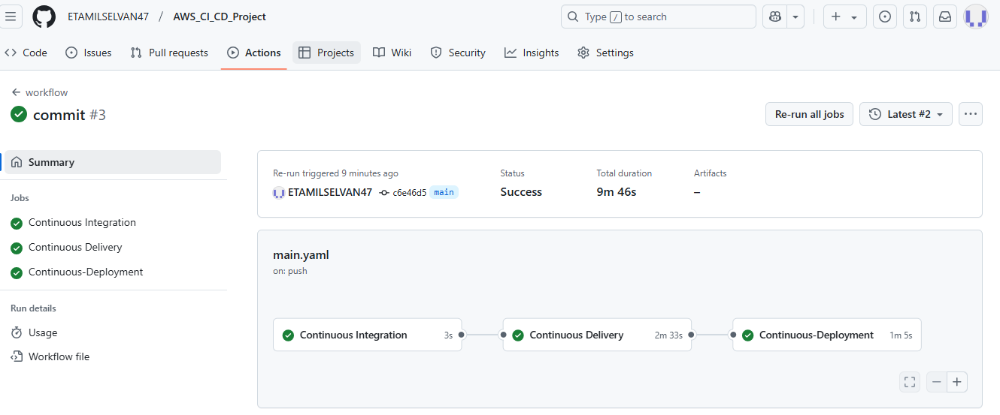 ETAMILSELVAN47 / AWS_CI_CD_Project
Type / to search
Code Issues Pull requests Actions Projects Wiki Security Insights Settings
workflow
commit #3
Re-run all jobs
Latest #2
Summary
Jobs
Continuous Integration
Continuous Delivery
Continuous-Deployment
Run details
Usage
Workflow file
Re-run triggered 9 minutes ago
ETAMILSELVAN47 c6e46d5 main
Status
Success
Total duration
9m 46s
Artifacts
–
main.yaml
on: push
Continuous Integration 3s
Continuous Delivery 2m 33s
Continuous-Deployment 1m 5s